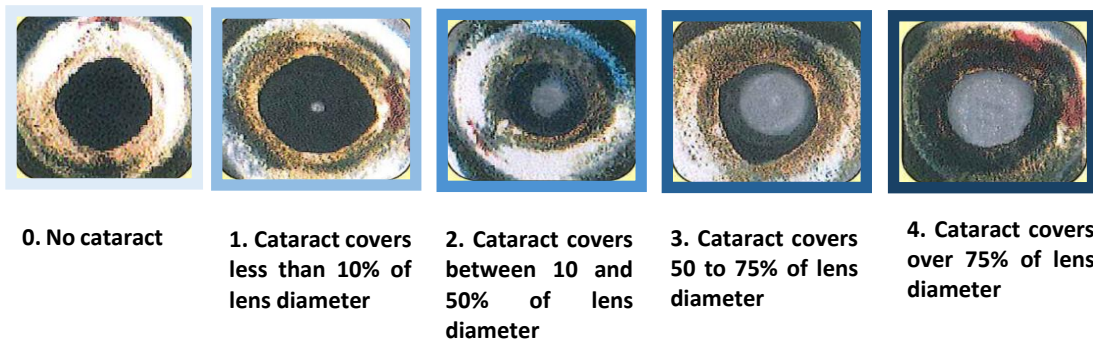 0. No cataract
1. Cataract covers
less than 10% of
lens diameter
2. Cataract covers
between 10 and
50% of lens
diameter
3. Cataract covers
50 to 75% of lens
diameter
4. Cataract covers
over 75% of lens
diameter